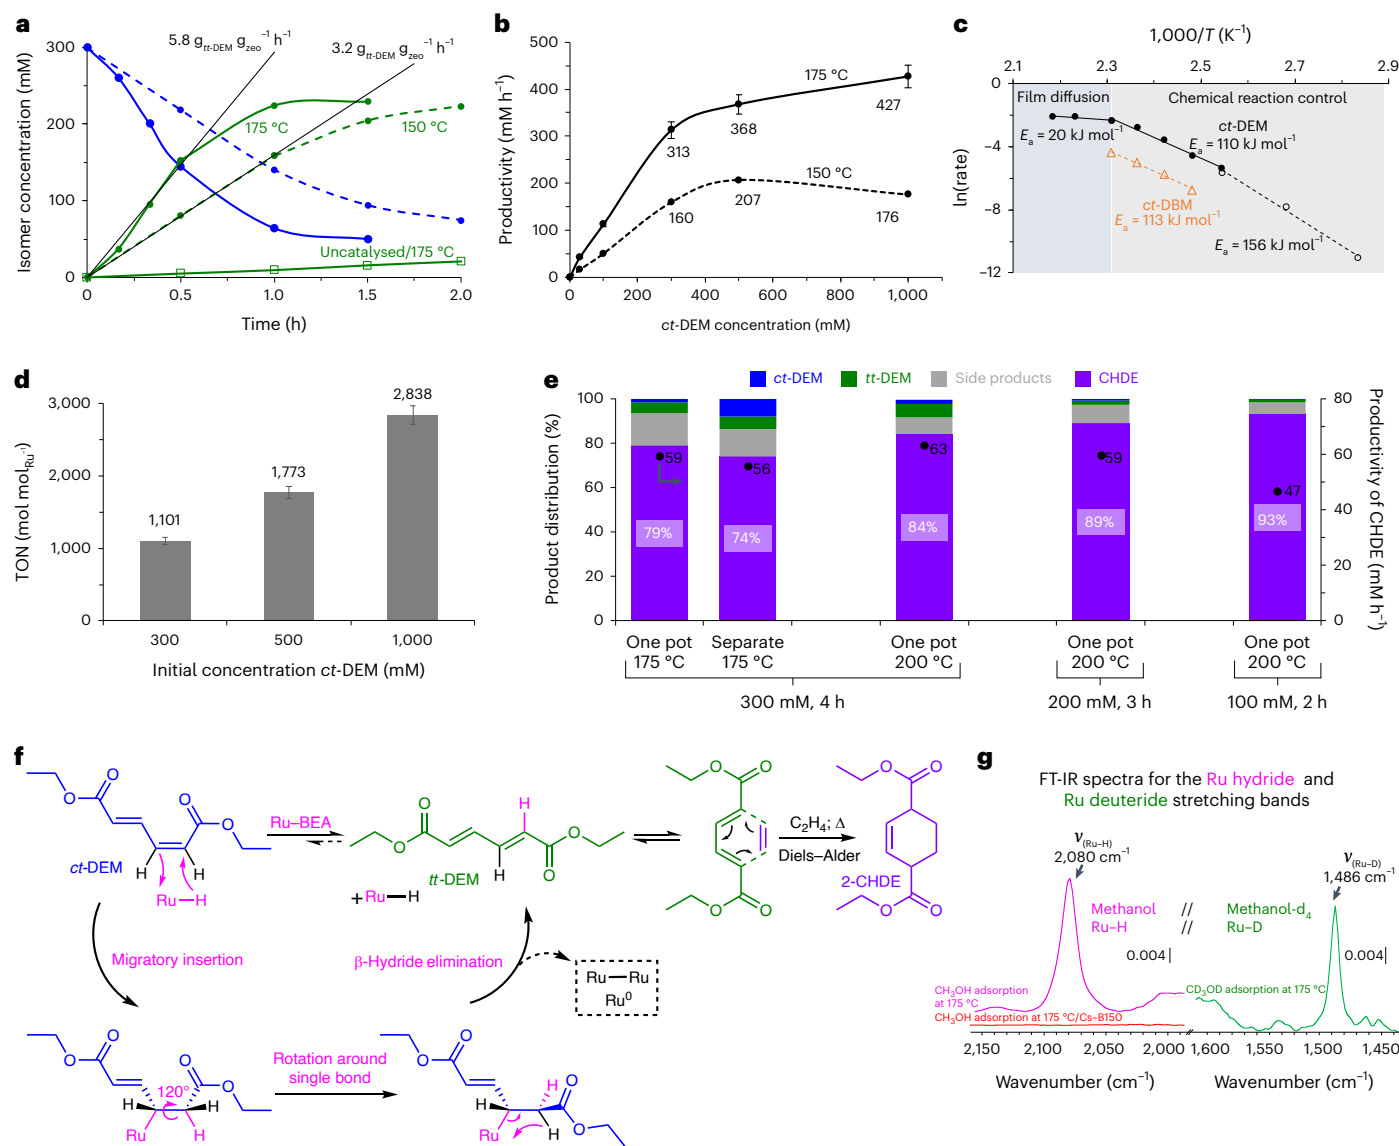 a
5.8 g_tt-DEM g_zeo⁻¹ h⁻¹
3.2 g_tt-DEM g_zeo⁻¹ h⁻¹
Isomer concentration (mM)
300
200
100
0
175 °C
150 °C
Uncatalysed/175 °C
0 0.5 1.0 1.5 2.0
Time (h)
b
Productivity (mM h⁻¹)
500
400
300
200
100
0
175 °C
427
368
313
150 °C
160
207
176
0 200 400 600 800 1,000
ct-DEM concentration (mM)
c
1,000/T (K⁻¹)
2.1 2.3 2.5 2.7 2.9
ln(rate)
0
−4
−8
−12
Film diffusion
Chemical reaction control
Eₐ = 20 kJ mol⁻¹
ct-DEM
Eₐ = 110 kJ mol⁻¹
ct-DBM
Eₐ = 113 kJ mol⁻¹
Eₐ = 156 kJ mol⁻¹
d
TON (mol mol_Ru⁻¹)
3,000
2,000
1,000
0
1,101
1,773
2,838
300 500 1,000
Initial concentration ct-DEM (mM)
e
ct-DEM tt-DEM Side products CHDE
Product distribution (%)
100
80
60
40
20
0
59
56
63
59
47
79%
74%
84%
89%
93%
80
60
40
20
0
Productivity of CHDE (mM h⁻¹)
One pot
175 °C
Separate
175 °C
One pot
200 °C
One pot
200 °C
One pot
200 °C
300 mM, 4 h
200 mM, 3 h
100 mM, 2 h
f
O
O
O
O
H
H
ct-DEM
Ru–H
Ru–BEA
O
O
O
O
H
H
tt-DEM
+Ru–H
O
O
O
O
C₂H₄; Δ
Diels–Alder
O
O
O
O
2-CHDE
Migratory insertion
β-Hydride elimination
Ru—Ru
Ru⁰
O
O
O
O
120°
H
H
Ru
H
Rotation around
single bond
O
O
H
O
O
H
Ru
H
g
FT-IR spectra for the Ru hydride and
Ru deuteride stretching bands
ν(Ru–H)
2,080 cm⁻¹
ν(Ru–D)
1,486 cm⁻¹
Methanol // Methanol-d₄
Ru–H // Ru–D
0.004
0.004
CH₃OH adsorption
at 175 °C
CD₃OD adsorption at 175 °C
CH₃OH adsorption at 175 °C/Cs–B150
2,150 2,100 2,050 2,000 1,600 1,550 1,500 1,450
Wavenumber (cm⁻¹) Wavenumber (cm⁻¹)